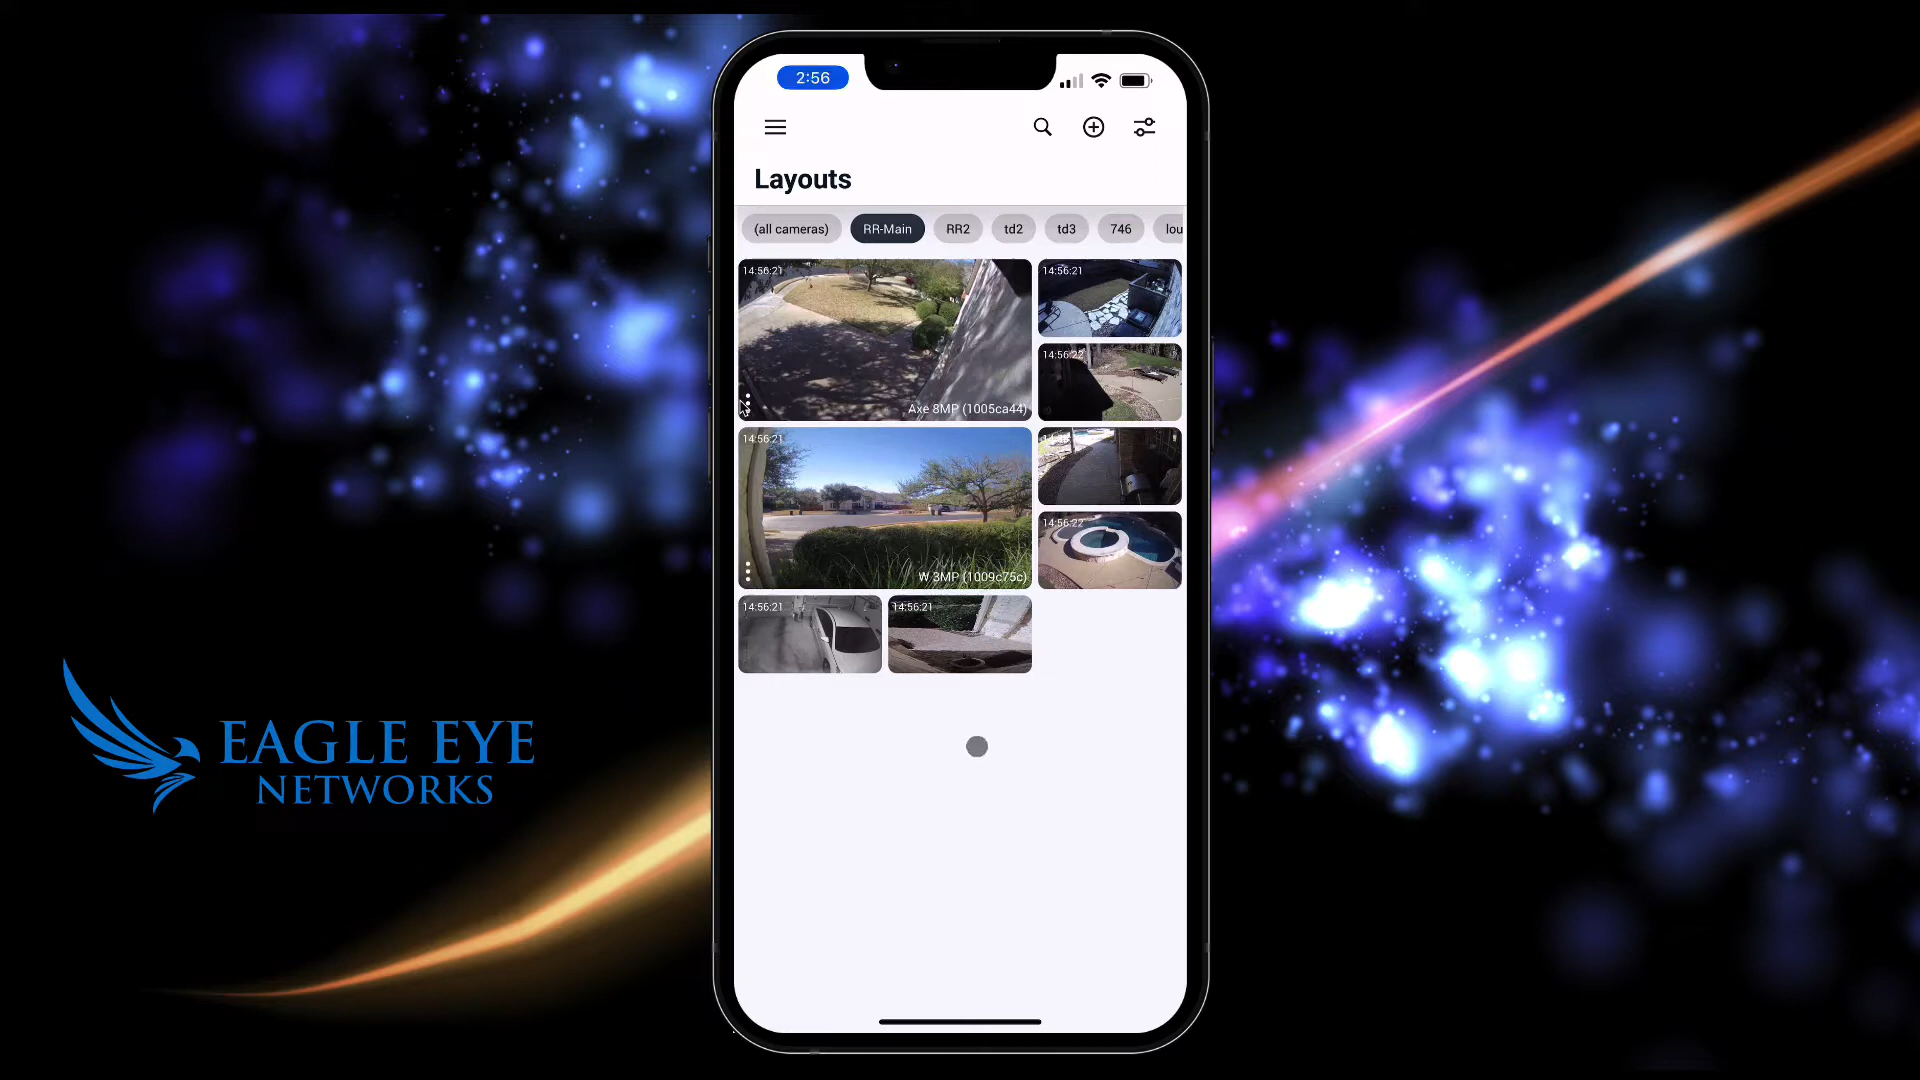 2:56
Layouts
(all cameras) RR-Main RR2 td2 td3 746 lou
14:56:21
Axe 8MP (1005ca44)
14:56:21
14:56:22
14:56:21
W 3MP (1009c75c)
14:56:22
14:56:21
14:56:21
EAGLE EYE
NETWORKS